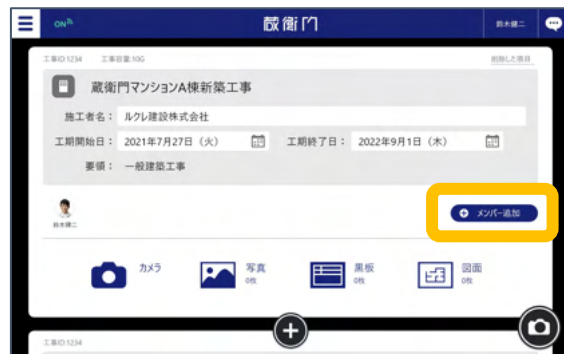 ON
蔵衛門
鈴木健二
工事ID:1234 工事容量:10G 削除した項目
蔵衛門マンションA棟新築工事
施工者名： ルクレ建設株式会社
工期開始日： 2021年7月27日（火） 工期終了日： 2022年9月1日（木）
要領： 一般建築工事
鈴木健二
メンバー追加
カメラ 写真 黒板 図面
0枚 0枚 0枚
工事ID:1234